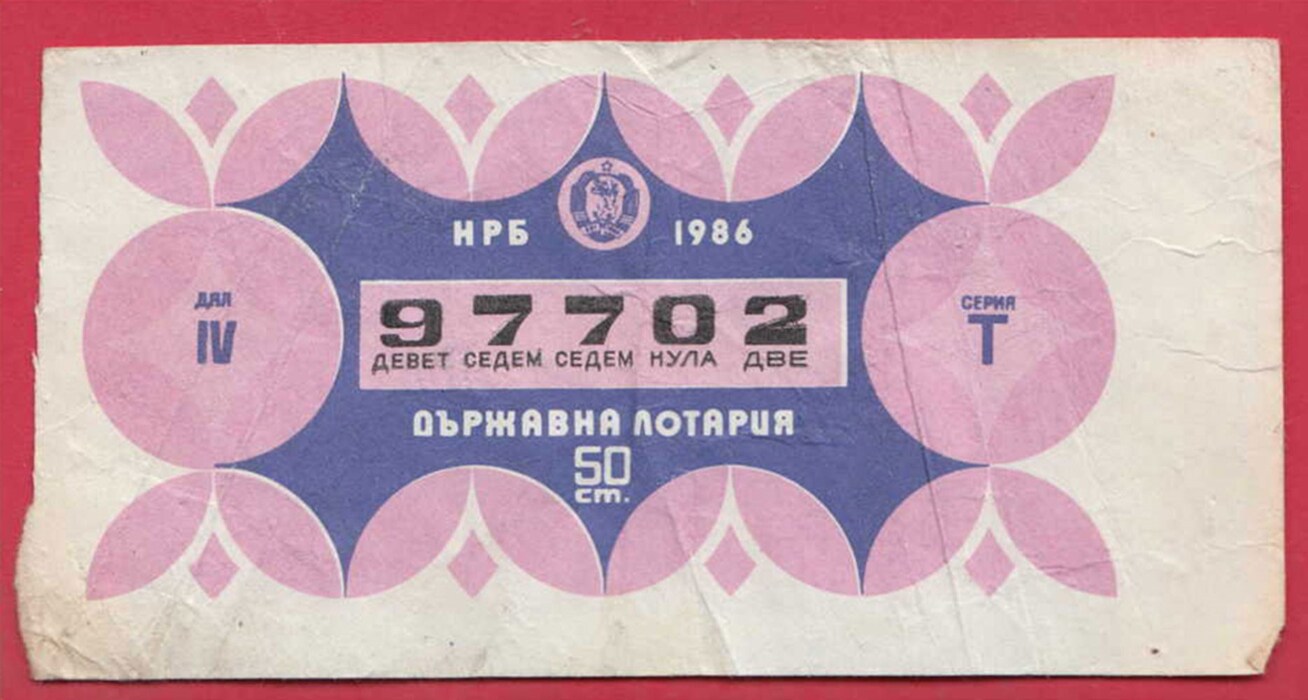 НРБ 1986
ДЯЛ
IV
97702
ДЕВЕТ СЕДЕМ СЕДЕМ НУЛА ДВЕ
СЕРИЯ
Т
ДЪРЖАВНА ЛОТАРИЯ
50
ст.